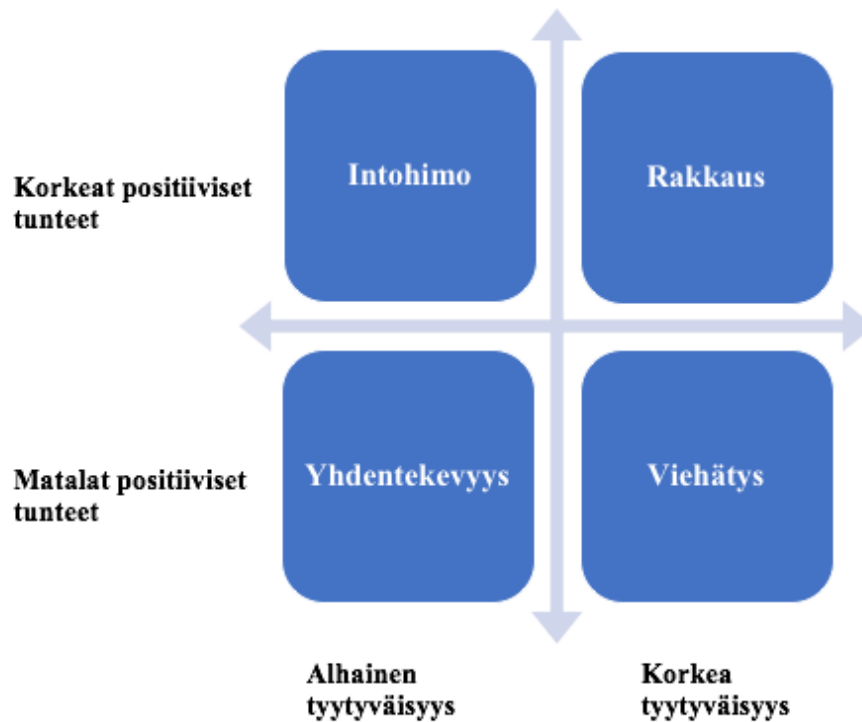 Intohimo
Rakkaus
Korkeat positiiviset
tunteet
Yhdentekevyys
Viehätys
Matalat positiiviset
tunteet
Alhainen
tyytyväisyys
Korkea
tyytyväisyys